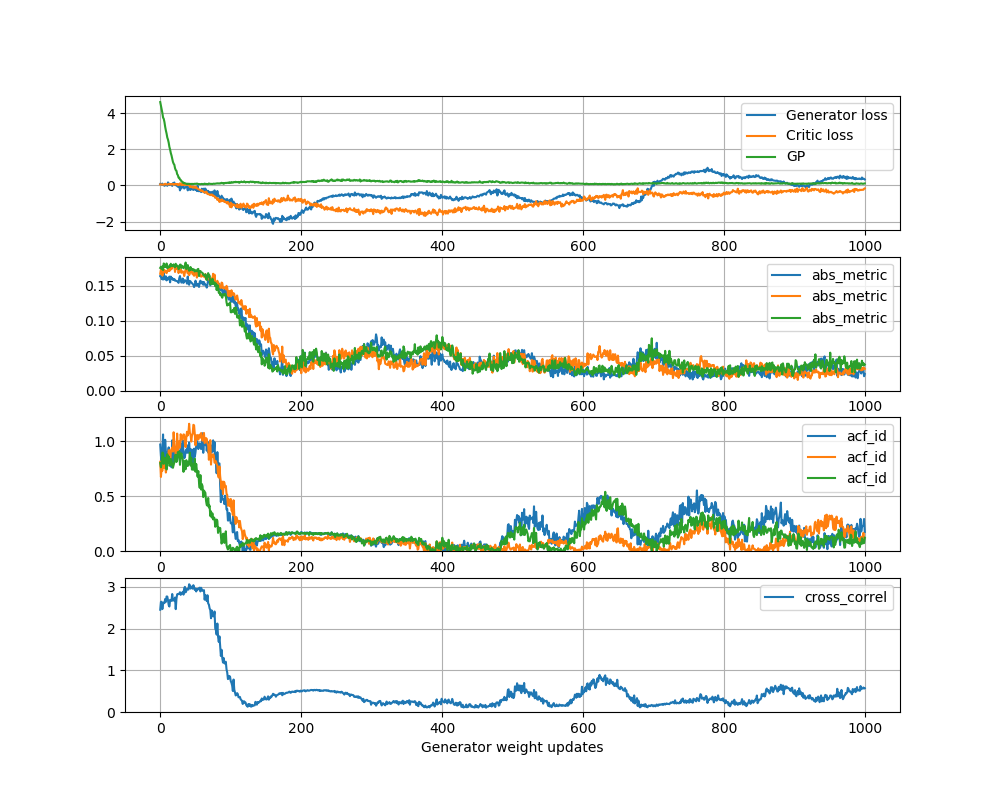 4
2
0
−2
Generator loss
Critic loss
GP
0 200 400 600 800 1000
0.15
0.10
0.05
0.00
abs_metric
abs_metric
abs_metric
0 200 400 600 800 1000
1.0
0.5
0.0
acf_id
acf_id
acf_id
0 200 400 600 800 1000
3
2
1
0
cross_correl
0 200 400 600 800 1000
Generator weight updates